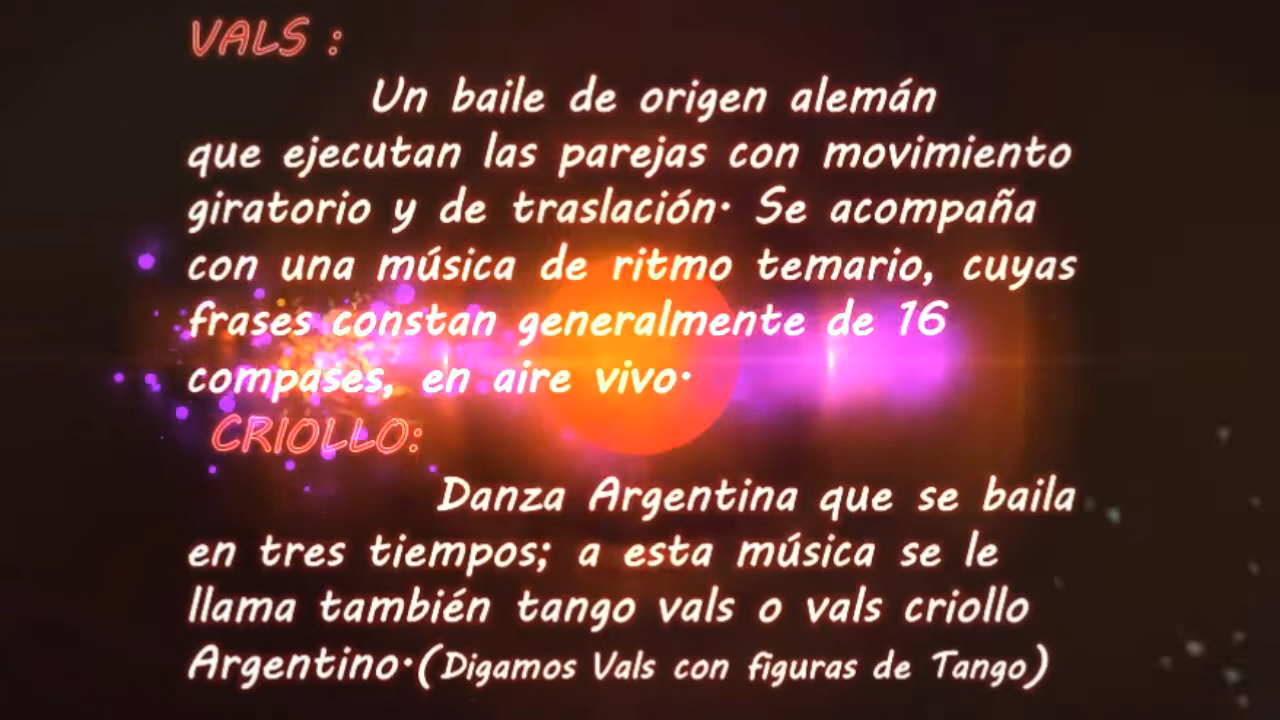 VALS :
Un baile de origen alemán
que ejecutan las parejas con movimiento
giratorio y de traslación. Se acompaña
con una música de ritmo temario, cuyas
frases constan generalmente de 16
compases, en aire vivo.
CRIOLLO:
Danza Argentina que se baila
en tres tiempos; a esta música se le
llama también tango vals o vals criollo
Argentino.(Digamos Vals con figuras de Tango)